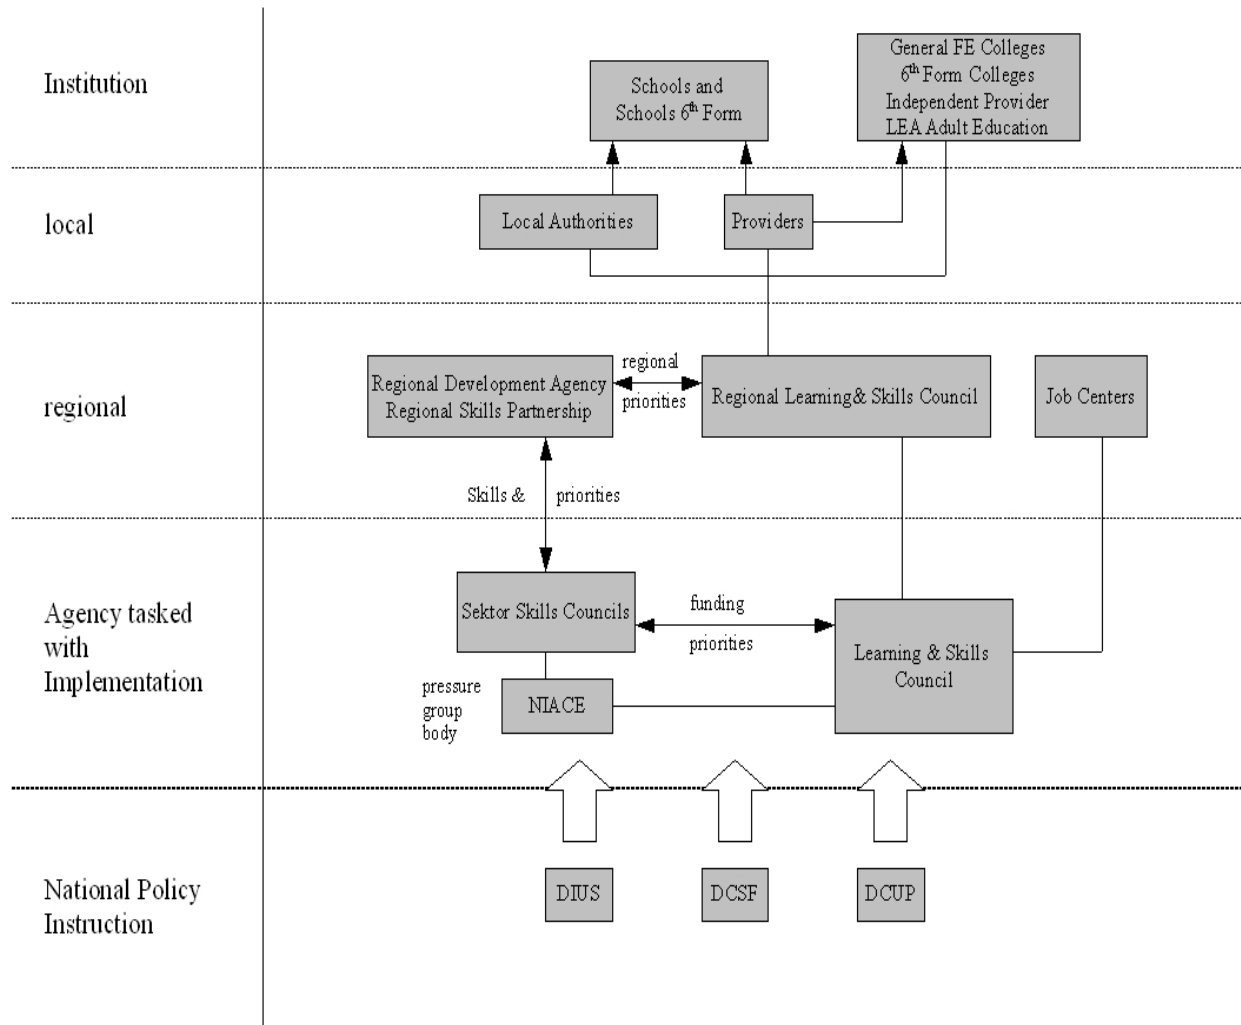 Institution
Schools and
Schools 6th Form
General FE Colleges
6th Form Colleges
Independent Provider
LEA Adult Education
local
Local Authorities
Providers
regional
Regional Development Agency
Regional Skills Partnership
regional
priorities
Regional Learning& Skills Council
Job Centers
Skills & priorities
Agency tasked
with
Implementation
Sektor Skills Councils
funding
priorities
Learning & Skills
Council
pressure
group
body
NIACE
National Policy
Instruction
DIUS
DCSF
DCUP